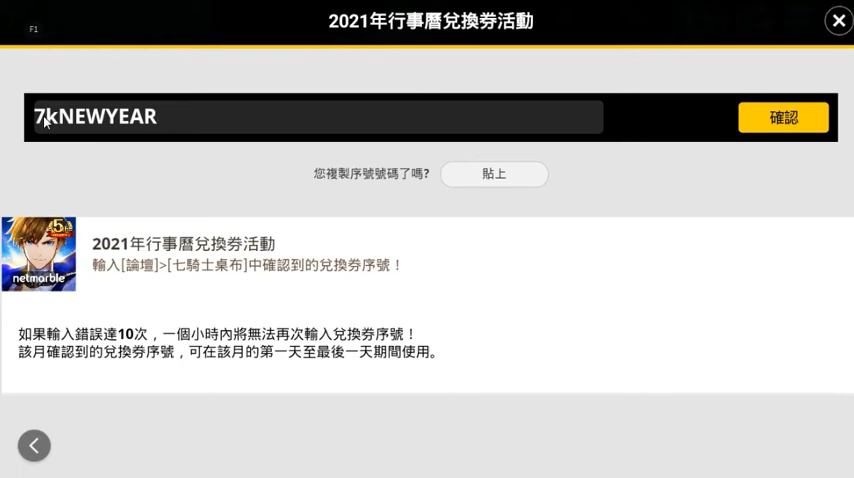 F1
2021年行事曆兌換券活動
7kNEWYEAR
確認
您複製序號號碼了嗎?
貼上
5
netmarble
2021年行事曆兌換券活動
輸入[論壇]>[七騎士桌布]中確認到的兌換券序號！
如果輸入錯誤達10次，一個小時內將無法再次輸入兌換券序號！
該月確認到的兌換券序號，可在該月的第一天至最後一天期間使用。